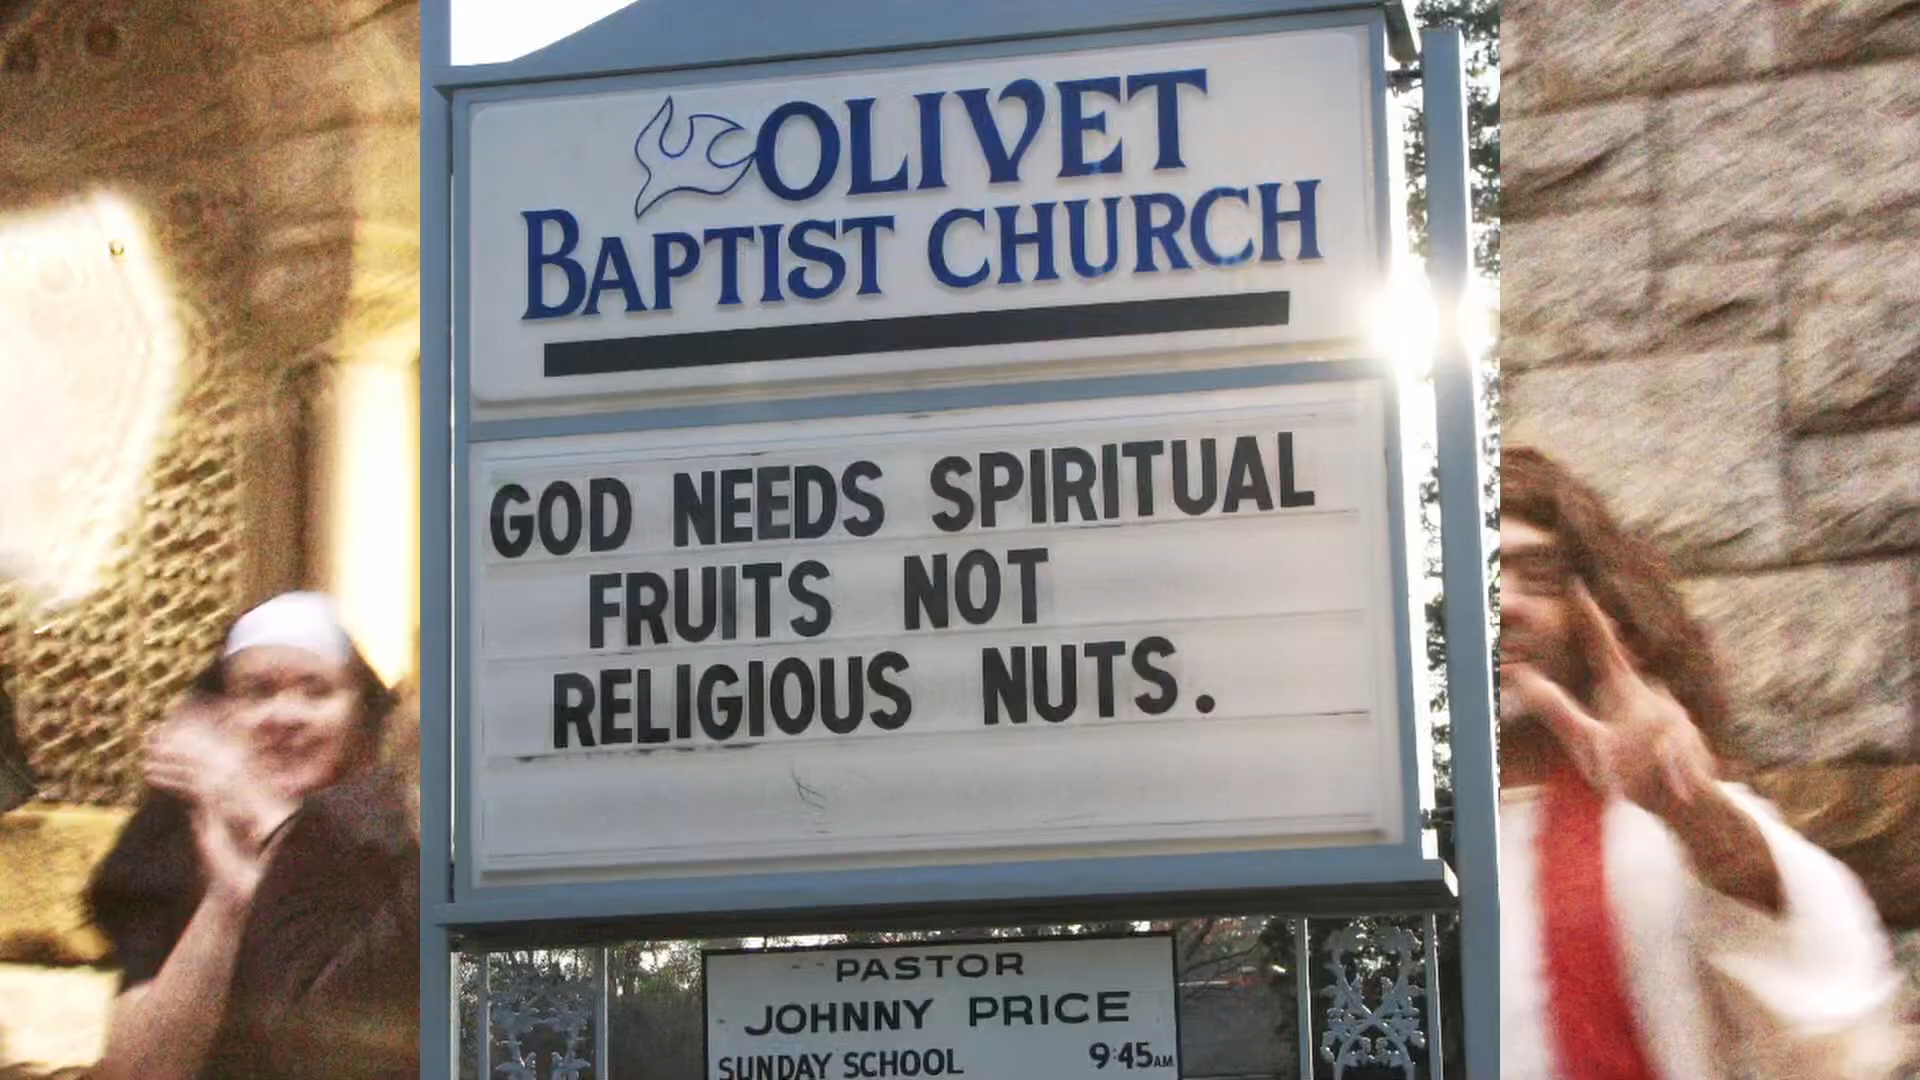 OLIVET
BAPTIST CHURCH
GOD NEEDS SPIRITUAL
FRUITS NOT
RELIGIOUS NUTS.
PASTOR
JOHNNY PRICE
SUNDAY SCHOOL 9:45AM